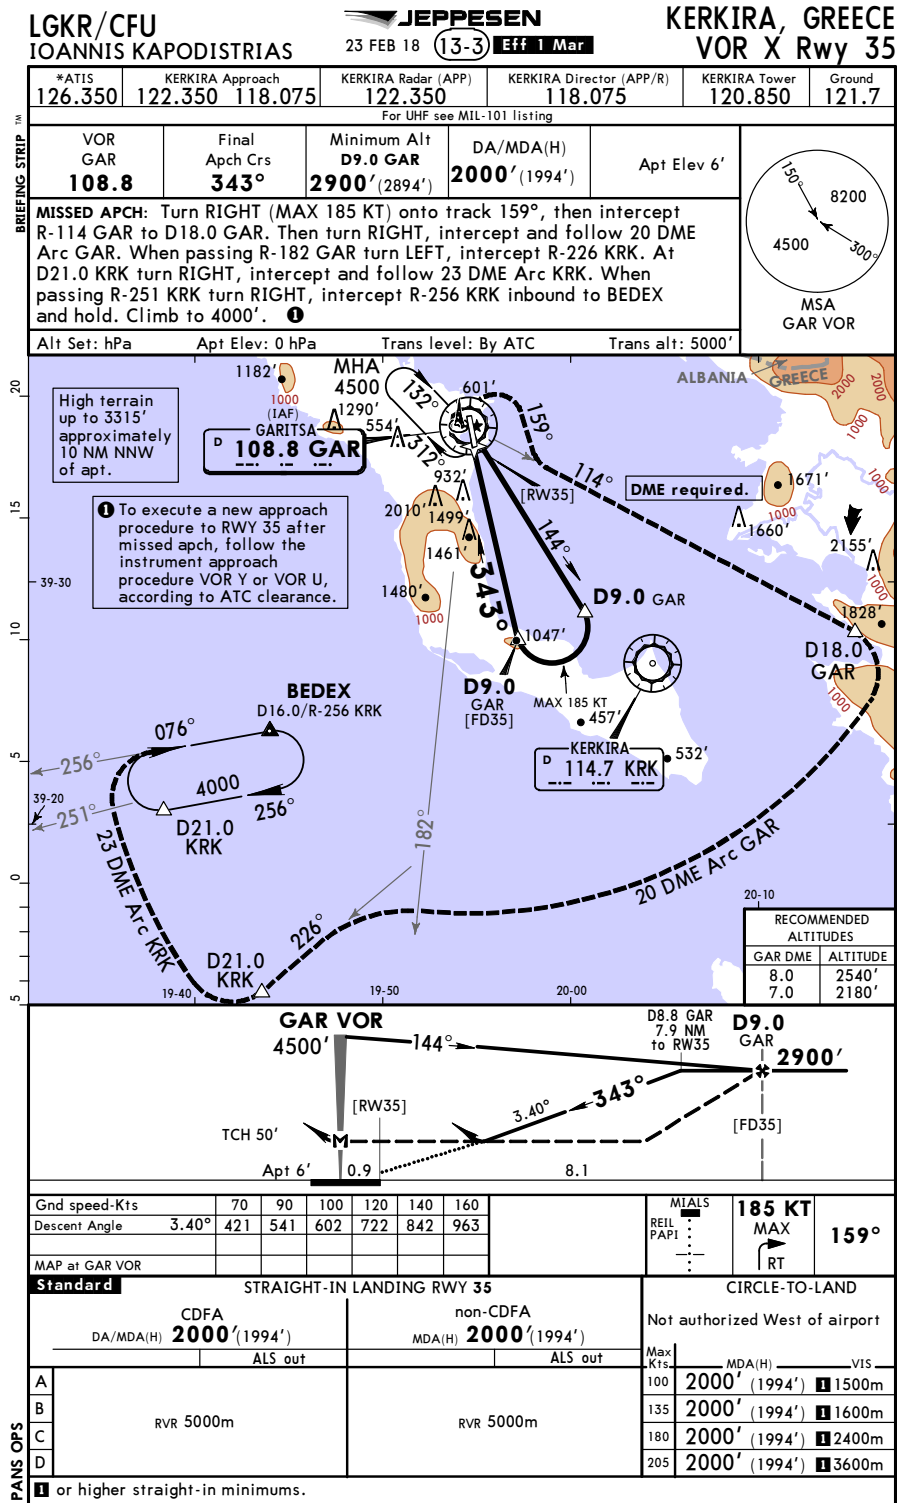 LGKR/CFU
IOANNIS KAPODISTRIAS
JEPPESEN
23 FEB 18 13-3 Eff 1 Mar
KERKIRA, GREECE
VOR X Rwy 35
BRIEFING STRIP TM
*ATIS
126.350
KERKIRA Approach
122.350 118.075
KERKIRA Radar (APP)
122.350
KERKIRA Director (APP/R)
118.075
KERKIRA Tower
120.850
Ground
121.7
For UHF see MIL-101 listing
VOR
GAR
108.8
Final
Apch Crs
343°
Minimum Alt
D9.0 GAR
2900'(2894')
DA/MDA(H)
2000'(1994')
Apt Elev 6'
MISSED APCH: Turn RIGHT (MAX 185 KT) onto track 159°, then intercept
R-114 GAR to D18.0 GAR. Then turn RIGHT, intercept and follow 20 DME
Arc GAR. When passing R-182 GAR turn LEFT, intercept R-226 KRK. At
D21.0 KRK turn RIGHT, intercept and follow 23 DME Arc KRK. When
passing R-251 KRK turn RIGHT, intercept R-256 KRK inbound to BEDEX
and hold. Climb to 4000'. 1
Alt Set: hPa
Apt Elev: 0 hPa
Trans level: By ATC
Trans alt: 5000'
150°
8200
4500
300°
MSA
GAR VOR
20
15
39-30
10
5
39-20
0
5
High terrain
up to 3315'
approximately
10 NM NNW
of apt.
1 To execute a new approach
procedure to RWY 35 after
missed apch, follow the
instrument approach
procedure VOR Y or VOR U,
according to ATC clearance.
1182'
1000
(IAF)
GARITSA
D 108.8 GAR
1290'
554'
MHA
4500
132°
312°
601'
159°
114°
[RW35]
ALBANIA
GREECE
2000
2000
1000
1000
1000
DME required.
1671'
1000
1660'
2155'
1000
1828'
932'
2010'
1499'
1461'
1480'
1000
343°
144°
D9.0 GAR
1047'
D9.0
GAR
[FD35]
MAX 185 KT
457'
532'
KERKIRA
D 114.7 KRK
D18.0
GAR
1000
BEDEX
D16.0/R-256 KRK
076°
256°
251°
4000
256°
D21.0
KRK
182°
23 DME Arc KRK
20 DME Arc GAR
226°
D21.0
KRK
19-40
19-50
20-00
20-10
RECOMMENDED
ALTITUDES
GAR DME ALTITUDE
8.0 2540'
7.0 2180'
GAR VOR
4500'
144°
D8.8 GAR
7.9 NM
to RW35
D9.0
GAR
2900'
343°
3.40°
[RW35]
[FD35]
TCH 50'
M
Apt 6'
0.9
8.1
Gnd speed-Kts 70 90 100 120 140 160
Descent Angle 3.40° 421 541 602 722 842 963
MAP at GAR VOR
MIALS
REIL
PAPI
185 KT
MAX
RT
159°
Standard
STRAIGHT-IN LANDING RWY 35
CIRCLE-TO-LAND
CDFA
DA/MDA(H) 2000'(1994')
ALS out
non-CDFA
MDA(H) 2000'(1994')
ALS out
Not authorized West of airport
Max
Kts MDA(H) VIS
A
B
C
D
RVR 5000m
RVR 5000m
100 2000' (1994') 1 1500m
135 2000' (1994') 1 1600m
180 2000' (1994') 1 2400m
205 2000' (1994') 1 3600m
PANS OPS
1 or higher straight-in minimums.